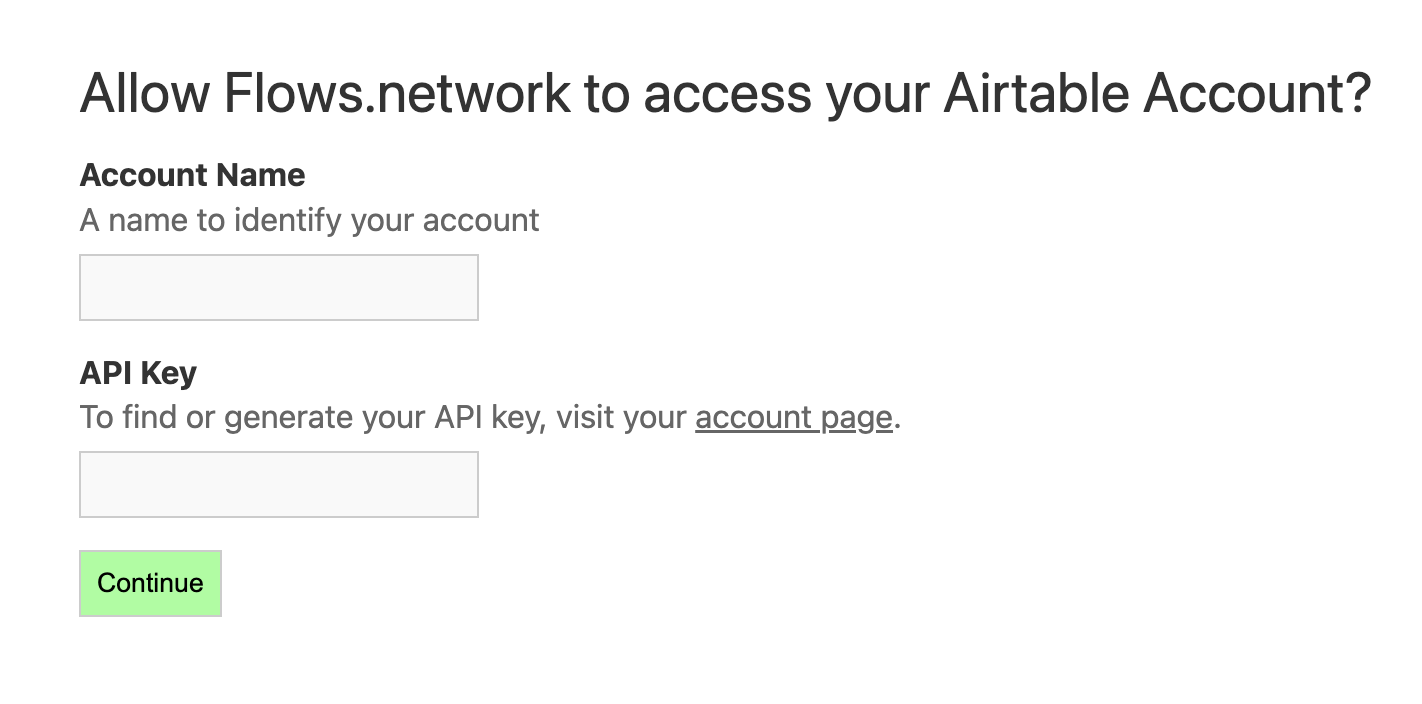 Allow Flows.network to access your Airtable Account?
Account Name
A name to identify your account
API Key
To find or generate your API key, visit your account page.
Continue